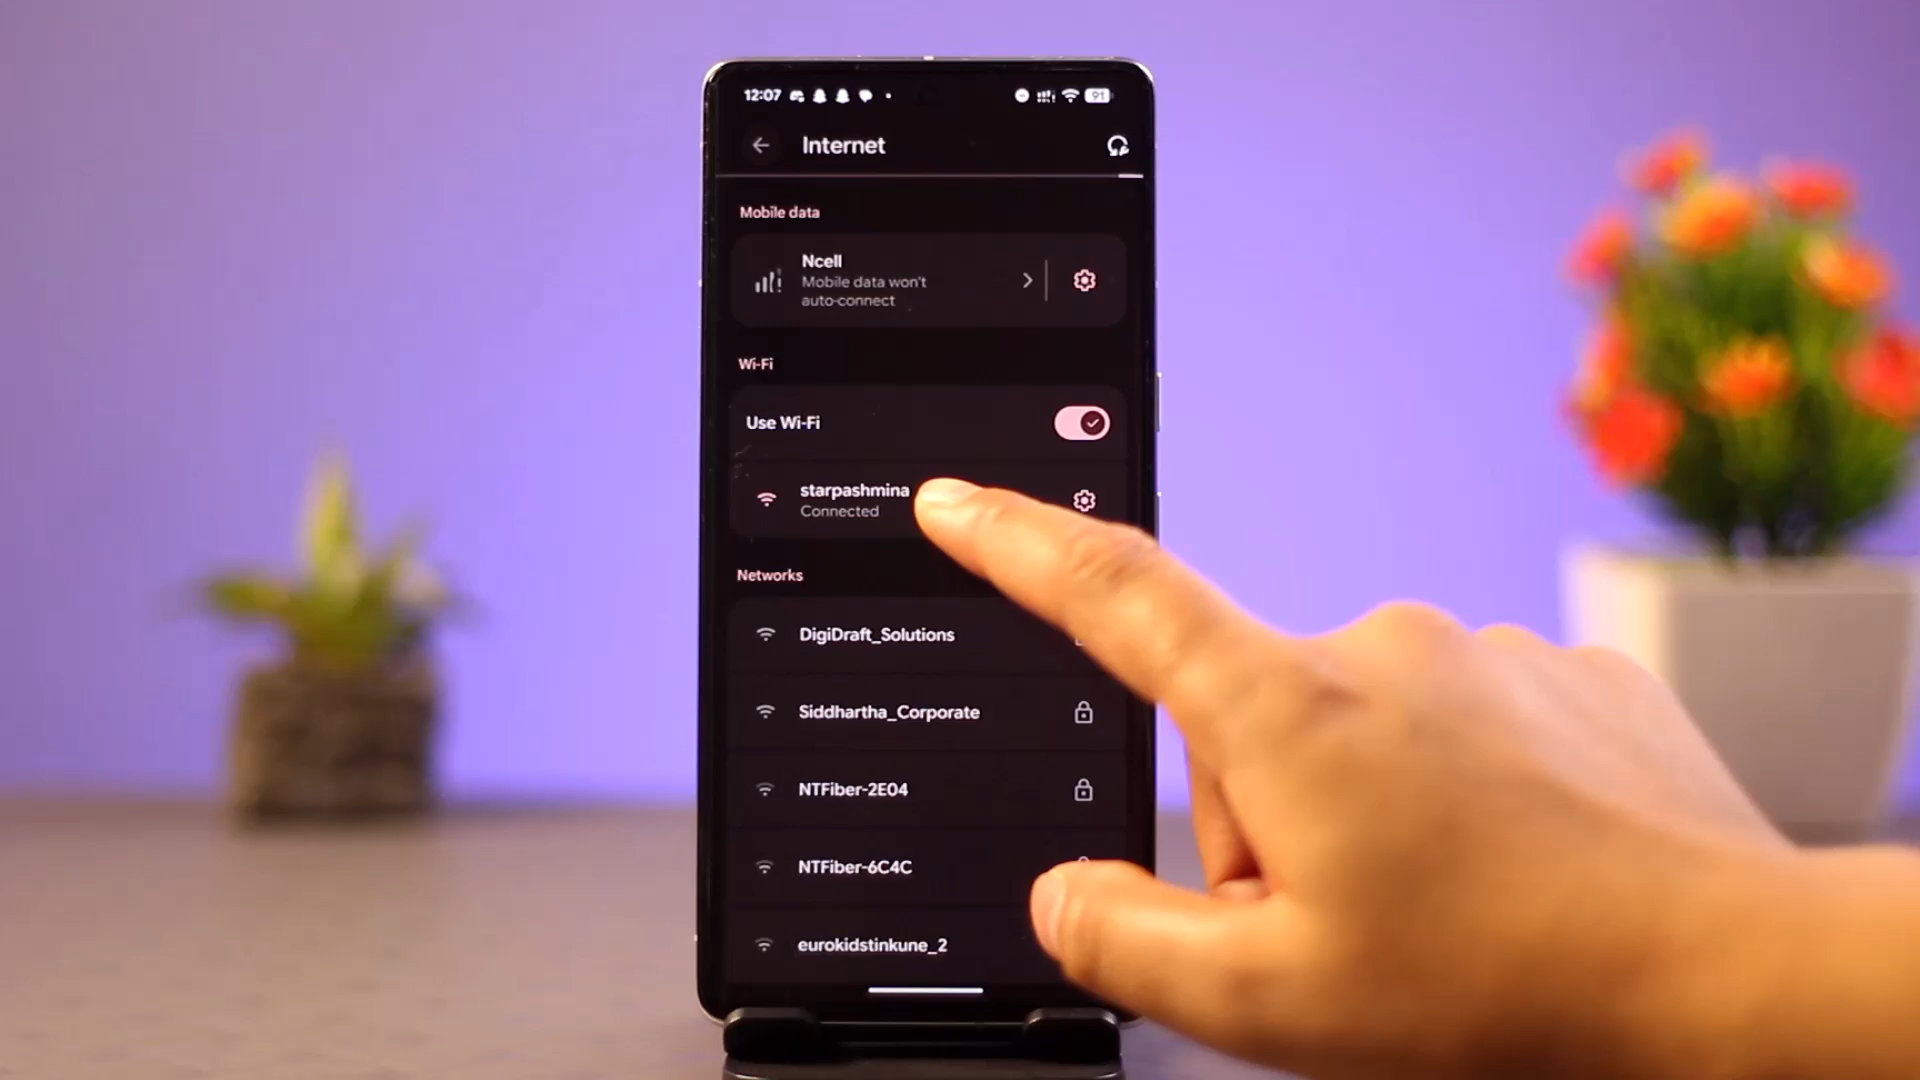 12:07
91
Internet
Mobile data
Ncell
Mobile data won't
auto-connect
Wi-Fi
Use Wi-Fi
starpashmina
Connected
Networks
DigiDraft_Solutions
Siddhartha_Corporate
NTFiber-2E04
NTFiber-6C4C
eurokidstinkune_2